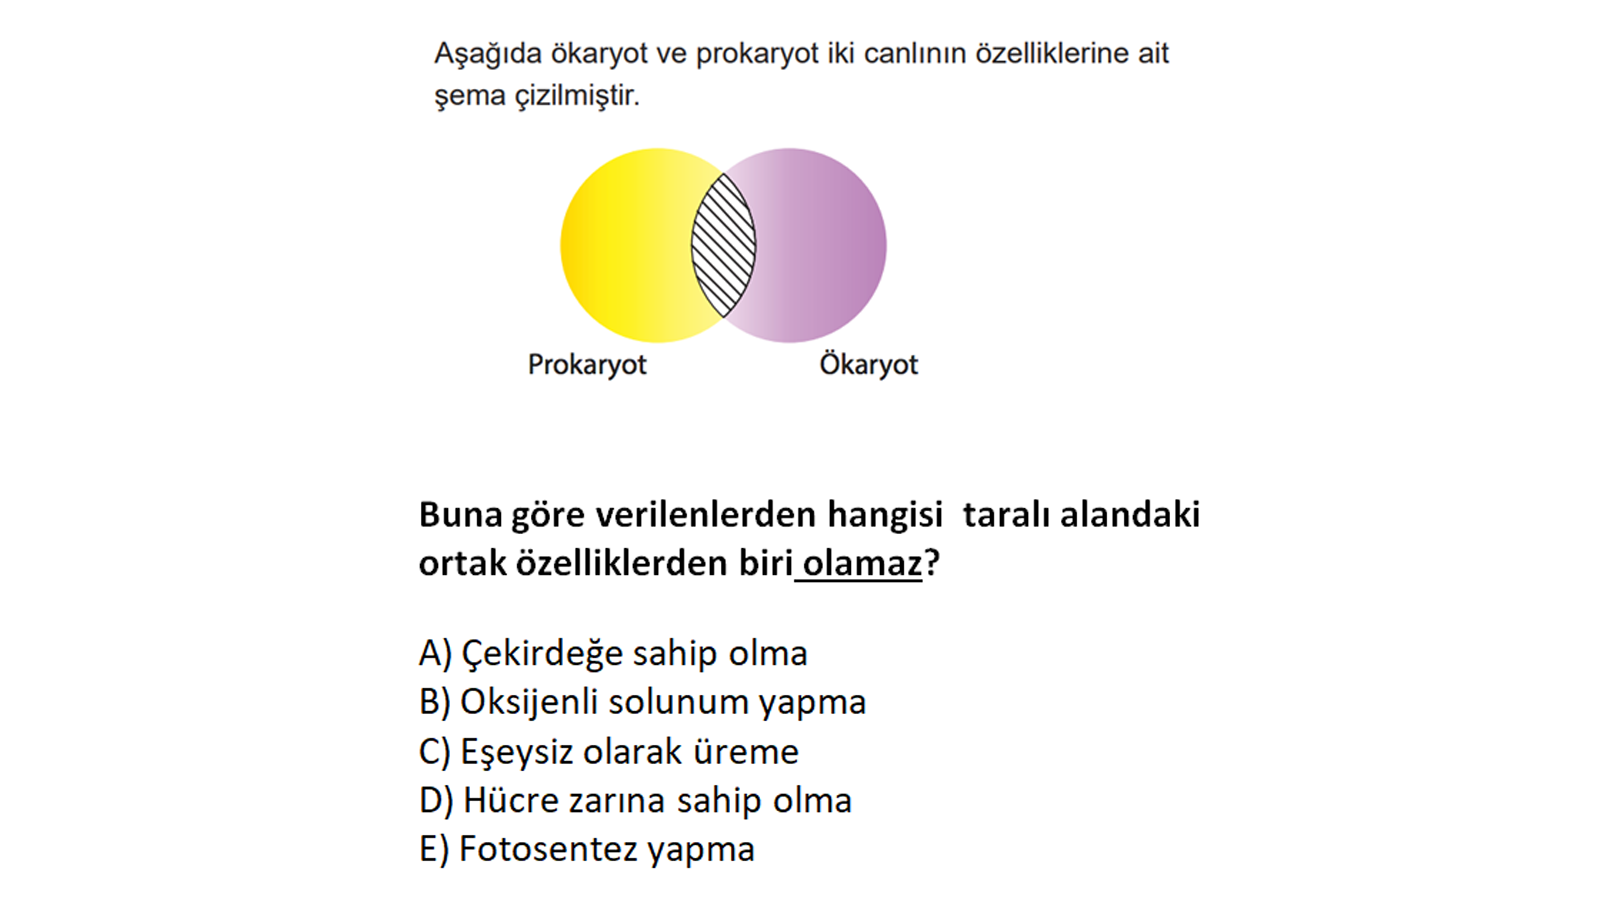 Aşağıda ökaryot ve prokaryot iki canlının özelliklerine ait
şema çizilmiştir.
Prokaryot
Ökaryot
Buna göre verilenlerden hangisi taralı alandaki
ortak özelliklerden biri olamaz?
A) Çekirdeğe sahip olma
B) Oksijenli solunum yapma
C) Eşeysiz olarak üreme
D) Hücre zarına sahip olma
E) Fotosentez yapma